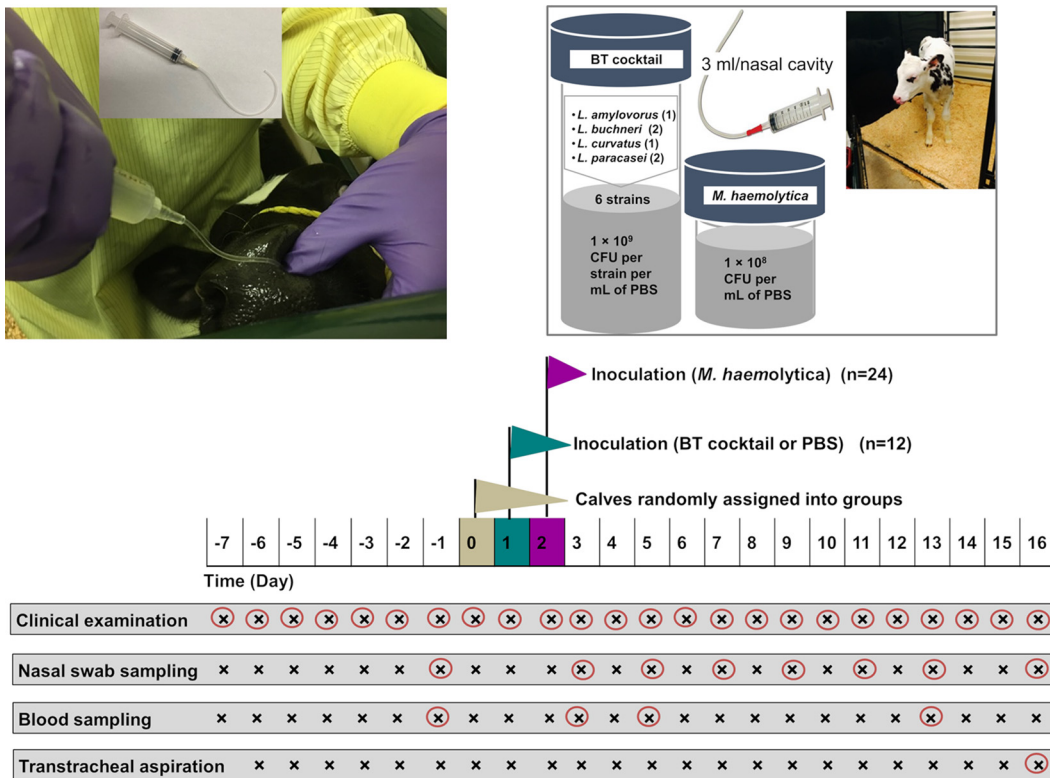 BT cocktail
3 ml/nasal cavity
• L. amylovorus (1)
• L. buchneri (2)
• L. curvatus (1)
• L. paracasei (2)
6 strains
1 × 10⁹
CFU per
strain per
mL of PBS
M. haemolytica
1 × 10⁸
CFU per
mL of PBS
Inoculation (M. haemolytica) (n=24)
Inoculation (BT cocktail or PBS) (n=12)
Calves randomly assigned into groups
-7 -6 -5 -4 -3 -2 -1 0 1 2 3 4 5 6 7 8 9 10 11 12 13 14 15 16
Time (Day)
Clinical examination × × × × × × × × × × × × × × × × × × × × × × × ×
Nasal swab sampling × × × × × × × × × × × × × × × × × × × × × × × ×
Blood sampling × × × × × × × × × × × × × × × × × × × × × × × ×
Transtracheal aspiration × × × × × × × × × × × × × × × × × × × × × × ×